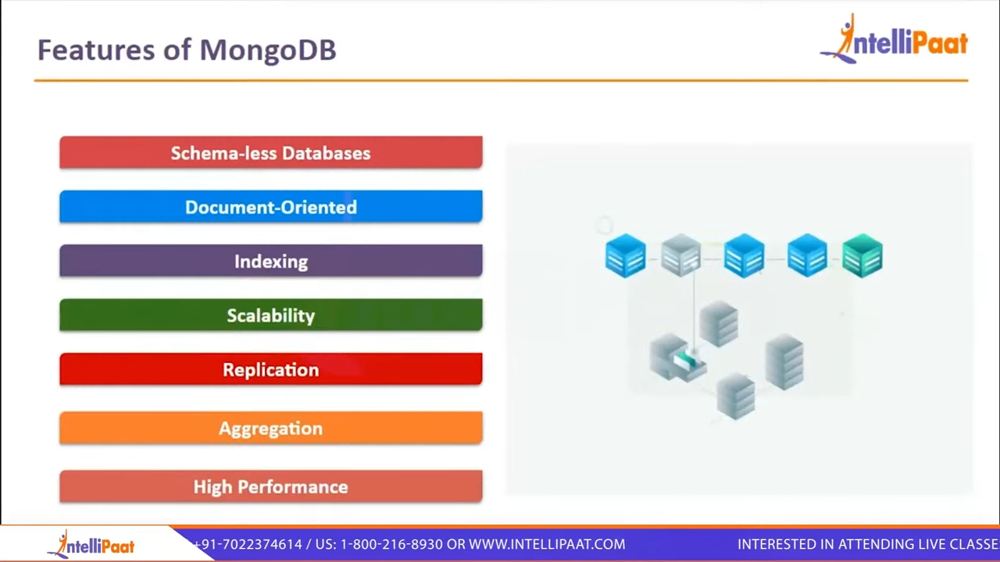 Features of MongoDB
IntelliPaat
Schema-less Databases
Document-Oriented
Indexing
Scalability
Replication
Aggregation
High Performance
IntelliPaat
+91-7022374614 / US: 1-800-216-8930 OR WWW.INTELLIPAAT.COM
INTERESTED IN ATTENDING LIVE CLASSE